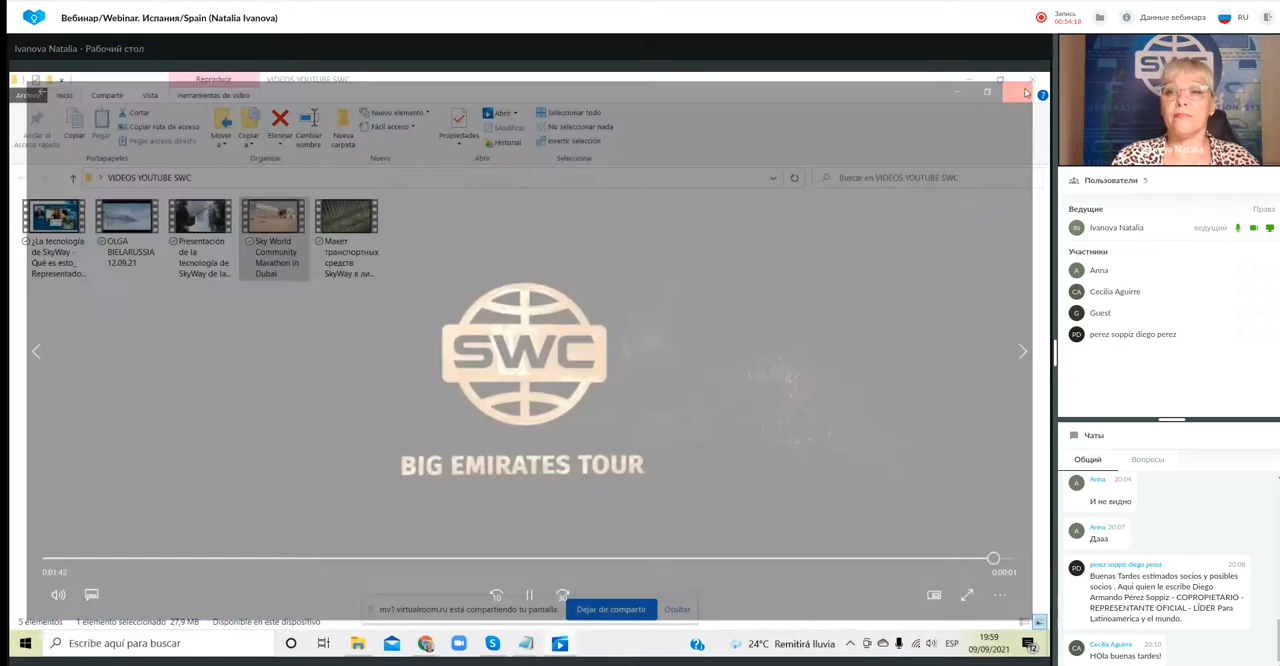 Вебинар/Webinar. Испания/Spain (Natalia Ivanova)
Запись
00:54:18
Данные вебинара
RU
Ivanova Natalia - Рабочий стол
Reproducir
VIDEOS YOUTUBE SWC
Archivo
Inicio
Compartir
Vista
Herramientas de vídeo
Anclar al
Acceso rápido
Copiar
Pegar
Cortar
Copiar ruta de acceso
Pegar acceso directo
Portapapeles
Mover
a
Copiar
a
Eliminar
Cambiar
nombre
Organizar
Nueva
carpeta
Nuevo elemento
Fácil acceso
Nuevo
Propiedades
Abrir
Modificar
Historial
Abrir
Seleccionar todo
No seleccionar nada
Invertir selección
Seleccionar
VIDEOS YOUTUBE SWC
Buscar en VIDEOS YOUTUBE SWC
¿La tecnología
de SkyWay -
Qué es esto_
Representado...
OLGA
BIELARUSSIA
12.09.21
Presentación
de la
tecnología de
SkyWay de la...
Sky World
Community
Marathon in
Dubai
Макет
транспортных
средств
SkyWay в ли...
SWC
BIG EMIRATES TOUR
0:01:43
0:00:01
10
30
mv1.virtualroom.ru está compartiendo tu pantalla.
Dejar de compartir
Ocultar
5 elementos
1 elemento seleccionado 27,9 MB
Disponible en este dispositivo
Escribe aquí para buscar
24°C Remitirá lluvia
ESP
19:59
09/09/2021
12
Пользователи 5
Ведущие
Права
IN
Ivanova Natalia
ведущий
Участники
A
Anna
CA
Cecilia Aguirre
G
Guest
PD
perez soppiz diego perez
Чаты
Общий
Вопросы
A
Anna 20:04
И не видно
A
Anna 20:07
Дааа
PD
perez soppiz diego perez 20:08
Buenas Tardes estimados socios y posibles
socios . Aqui quien le escribe Diego
Armando Pérez Soppiz - COPROPIETARIO -
REPRESENTANTE OFICIAL - LÍDER Para
Latinoamérica y el mundo.
CA
Cecilia Aguirre 20:10
HOla buenas tardes!